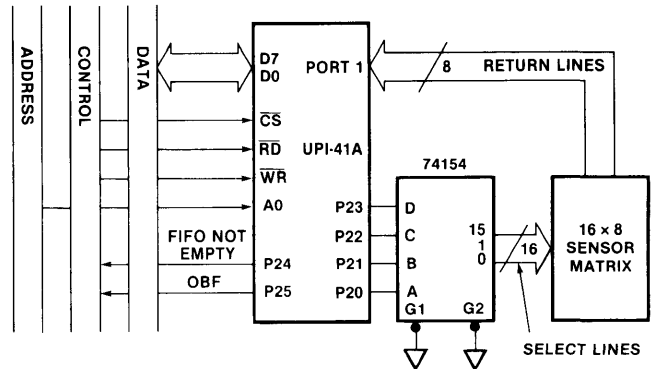 ADDRESS
CONTROL
DATA
D7
D0
PORT 1
8
RETURN LINES
CS
RD
UPI-41A
WR
A0
74154
P23
D
P22
C
15
1
0
16
16 × 8
SENSOR
MATRIX
FIFO NOT
EMPTY
P24
P21
B
OBF
P25
P20
A
G1
G2
SELECT LINES